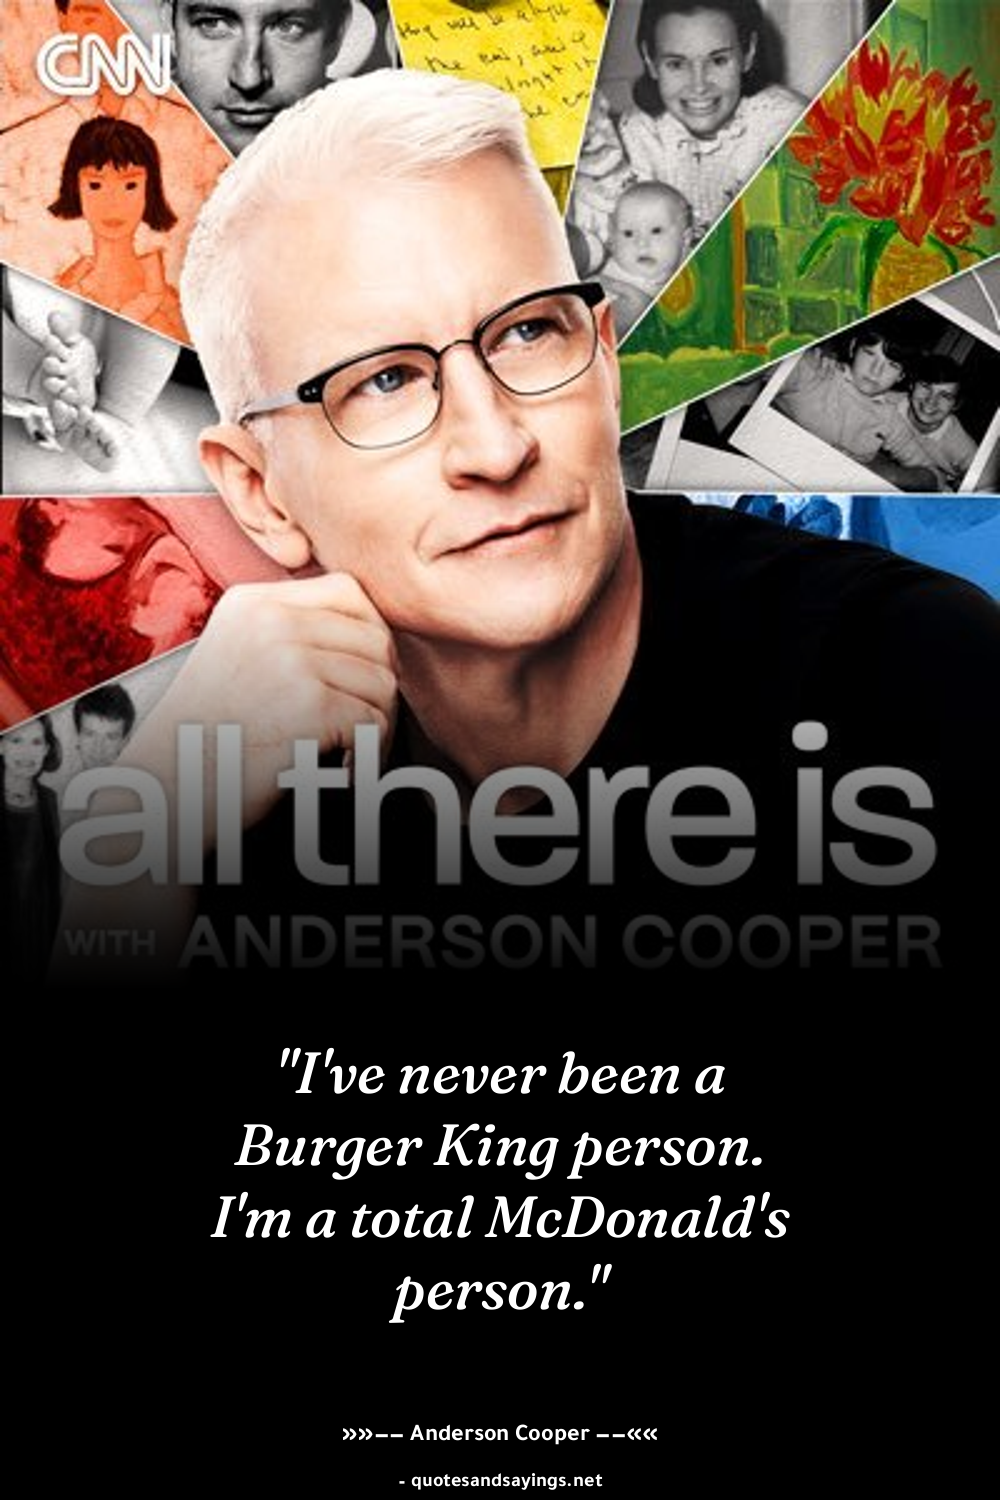 CNN
all there is
WITH ANDERSON COOPER
"I've never been a
Burger King person.
I'm a total McDonald's
person."
»»−− Anderson Cooper −−««
- quotesandsayings.net